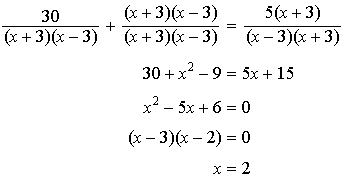 30/((x + 3)(x − 3)) + ((x + 3)(x − 3))/((x + 3)(x − 3)) = 5(x + 3)/((x − 3)(x + 3))
30 + x² − 9 = 5x + 15
x² − 5x + 6 = 0
(x − 3)(x − 2) = 0
x = 2